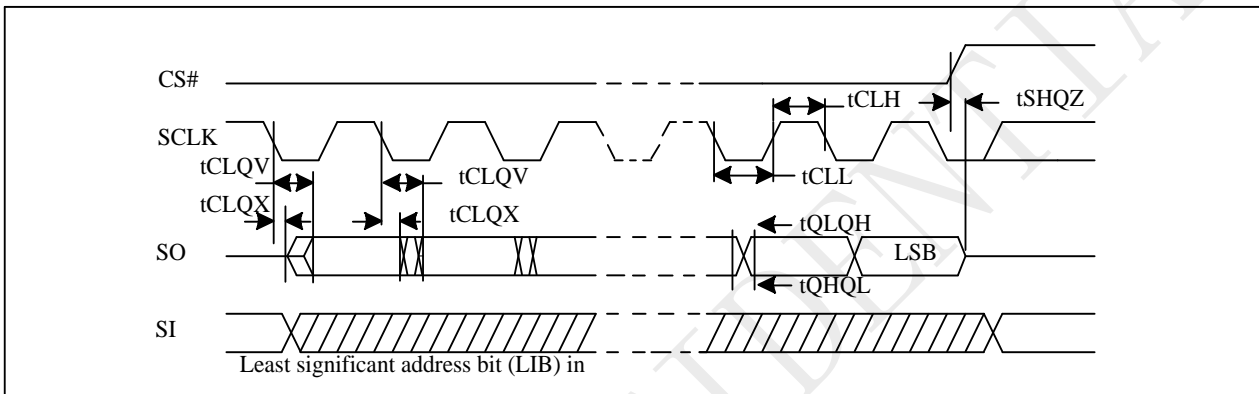 CS#
tCLH
tSHQZ
SCLK
tCLQV
tCLQV
tCLL
tCLQX
tCLQX
tQLQH
SO
LSB
tQHQL
SI
Least significant address bit (LIB) in